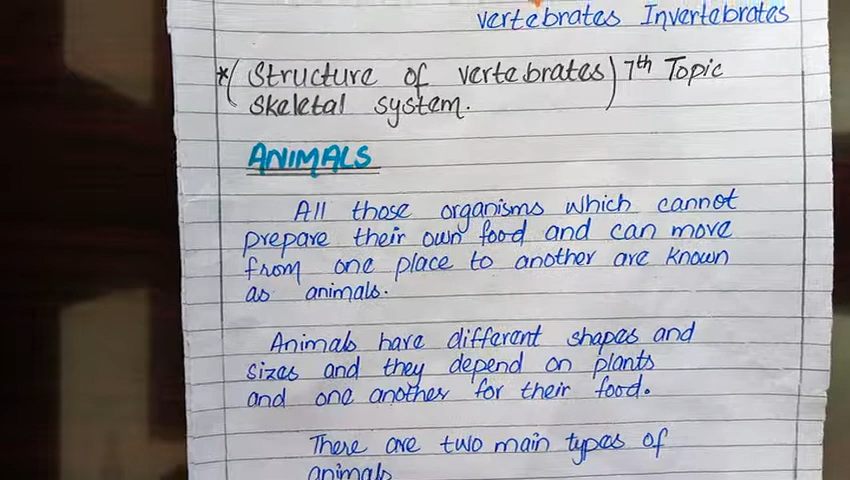 vertebrates Invertebrates
*(Structure of vertebrates) 7th Topic
skeletal system.
ANIMALS
All those organisms which cannot
prepare their own food and can move
from one place to another are known
as animals.
Animals have different shapes and
sizes and they depend on plants
and one another for their food.
There are two main types of
animals